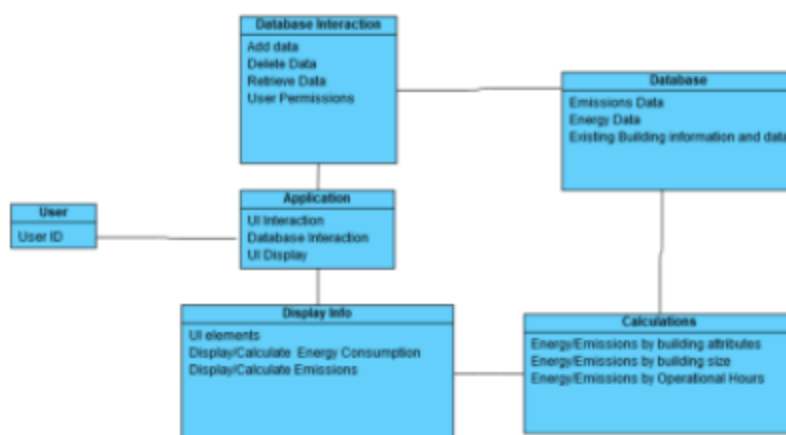 Database Interaction
Add data
Delete Data
Retrieve Data
User Permissions
Database
Emissions Data
Energy Data
Existing Building information and data
User
User ID
Application
UI Interaction
Database Interaction
UI Display
Display Info
UI elements
Display/Calculate Energy Consumption
Display/Calculate Emissions
Calculations
Energy/Emissions by building attributes
Energy/Emissions by building size
Energy/Emissions by Operational Hours